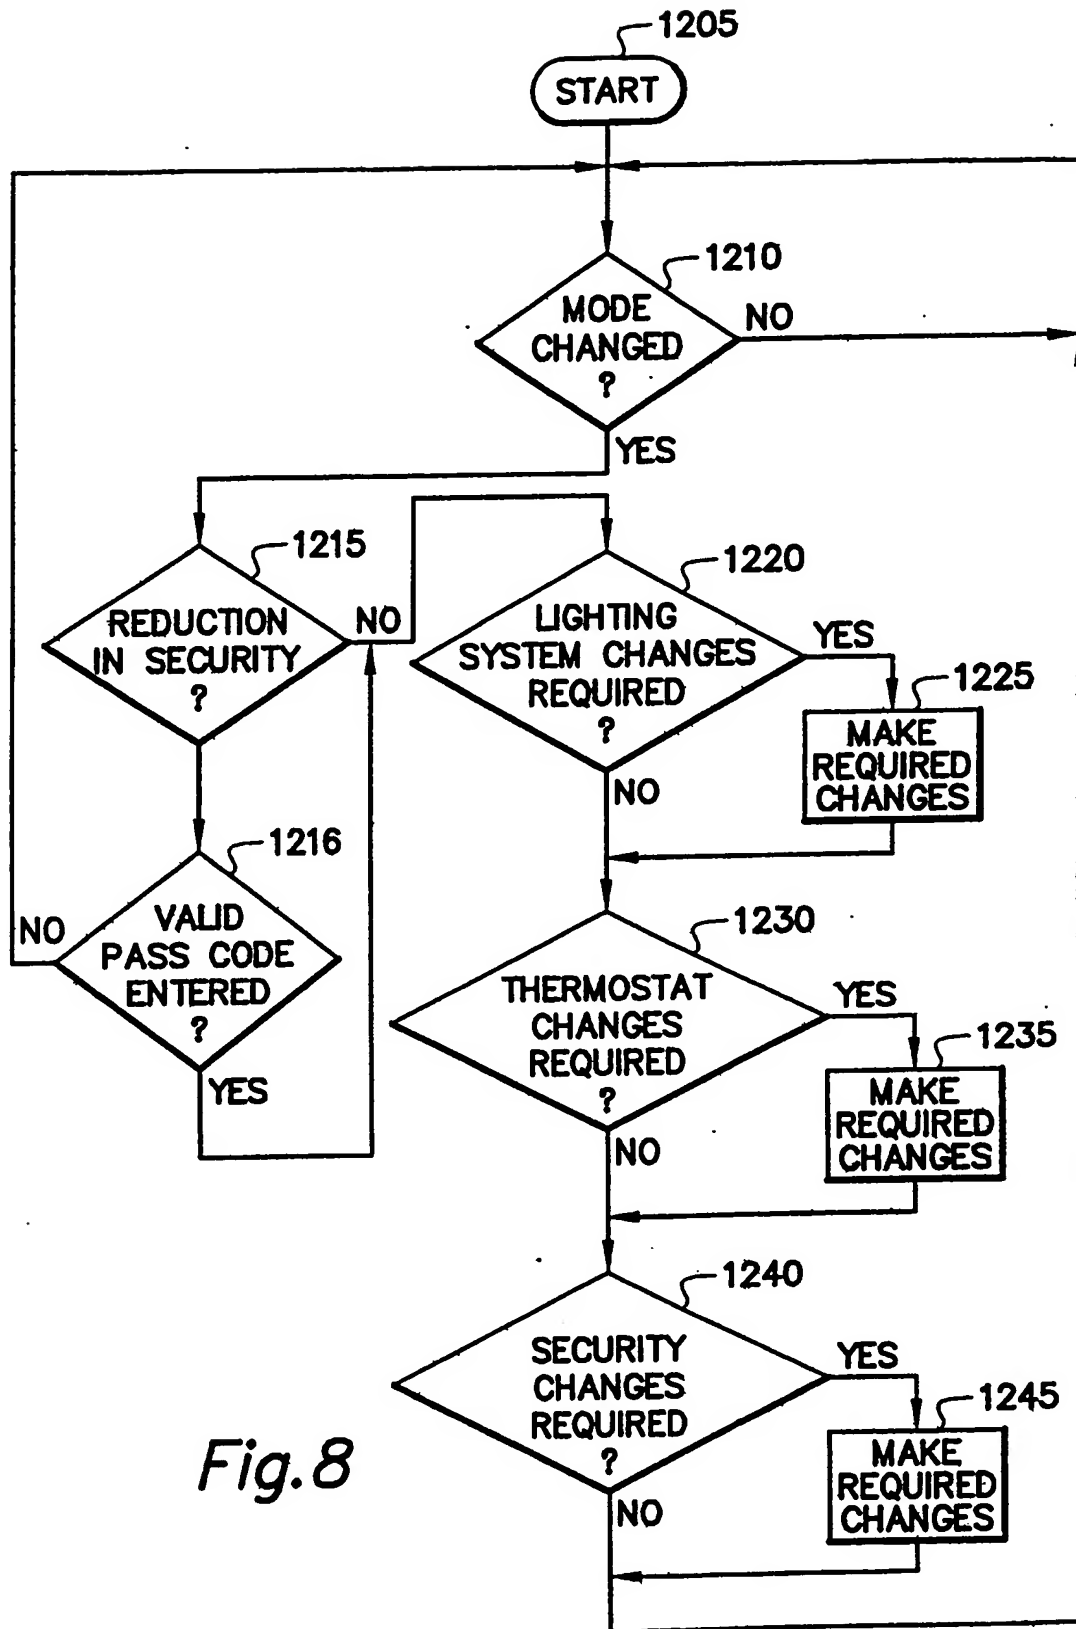 1205
START
1210
MODE
CHANGED
?
NO
YES
1215
REDUCTION
IN SECURITY
?
NO
1216
VALID
PASS CODE
ENTERED
?
NO
YES
1220
LIGHTING
SYSTEM CHANGES
REQUIRED
?
YES
NO
1225
MAKE
REQUIRED
CHANGES
1230
THERMOSTAT
CHANGES
REQUIRED
?
YES
NO
1235
MAKE
REQUIRED
CHANGES
1240
SECURITY
CHANGES
REQUIRED
?
YES
NO
1245
MAKE
REQUIRED
CHANGES
Fig.8